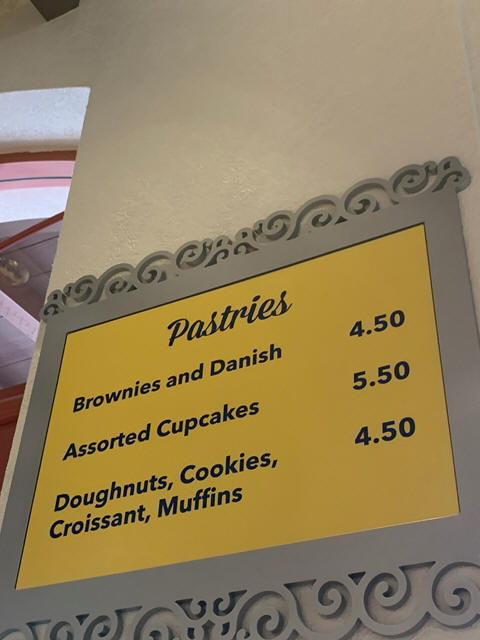 Pastries
Brownies and Danish 4.50
Assorted Cupcakes 5.50
Doughnuts, Cookies, 4.50
Croissant, Muffins